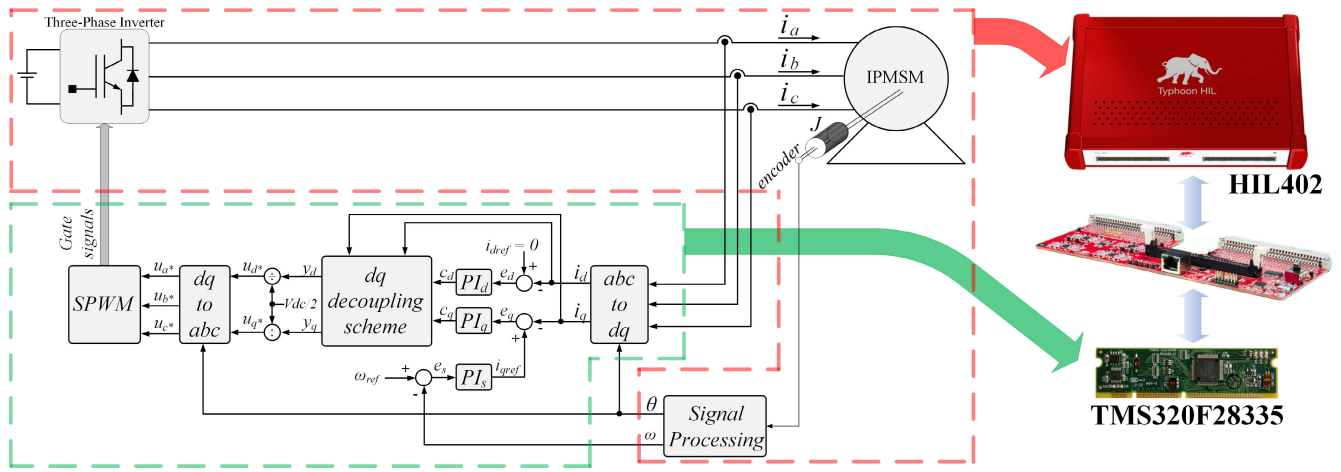 Three-Phase Inverter
i_a
i_b
i_c
IPMSM
J
encoder
Typhoon HIL
HIL402
Gate
signals
i_dref = 0
SPWM
u_a*
u_b*
u_c*
dq
to
abc
u_d*
u_q*
÷
÷
Vdc/2
y_d
y_q
dq
decoupling
scheme
c_d
c_q
PI_d
PI_q
e_d
e_q
+
-
-
+
i_d
i_q
abc
to
dq
ω_ref
+
-
e_s
PI_s
i_qref
θ
ω
Signal
Processing
TMS320F28335